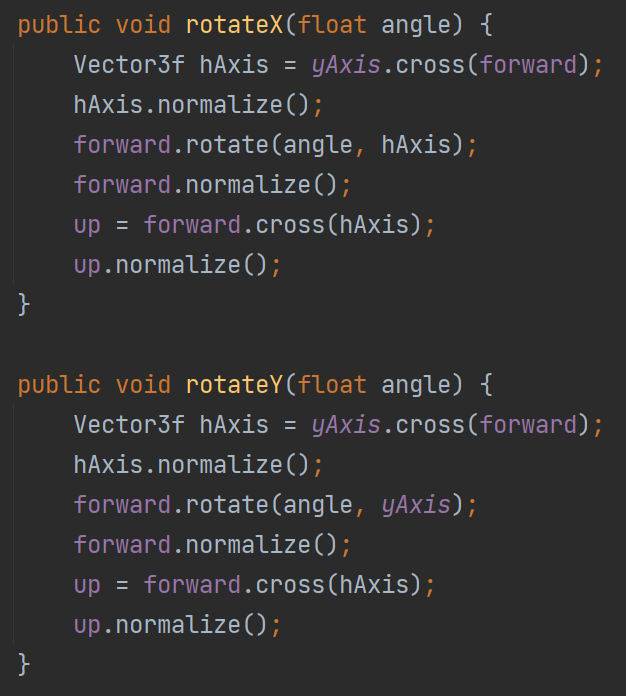 public void rotateX(float angle) {
    Vector3f hAxis = yAxis.cross(forward);
    hAxis.normalize();
    forward.rotate(angle, hAxis);
    forward.normalize();
    up = forward.cross(hAxis);
    up.normalize();
}

public void rotateY(float angle) {
    Vector3f hAxis = yAxis.cross(forward);
    hAxis.normalize();
    forward.rotate(angle, yAxis);
    forward.normalize();
    up = forward.cross(hAxis);
    up.normalize();
}